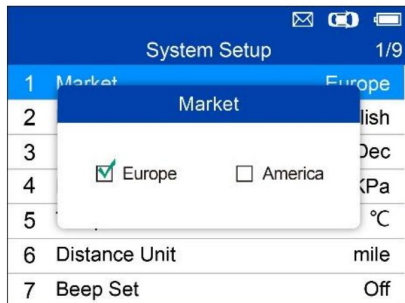 System Setup 1/9
1 Market Europe
Market
2 lish
3 Dec
Europe America
4 KPa
5 °C
6 Distance Unit mile
7 Beep Set Off